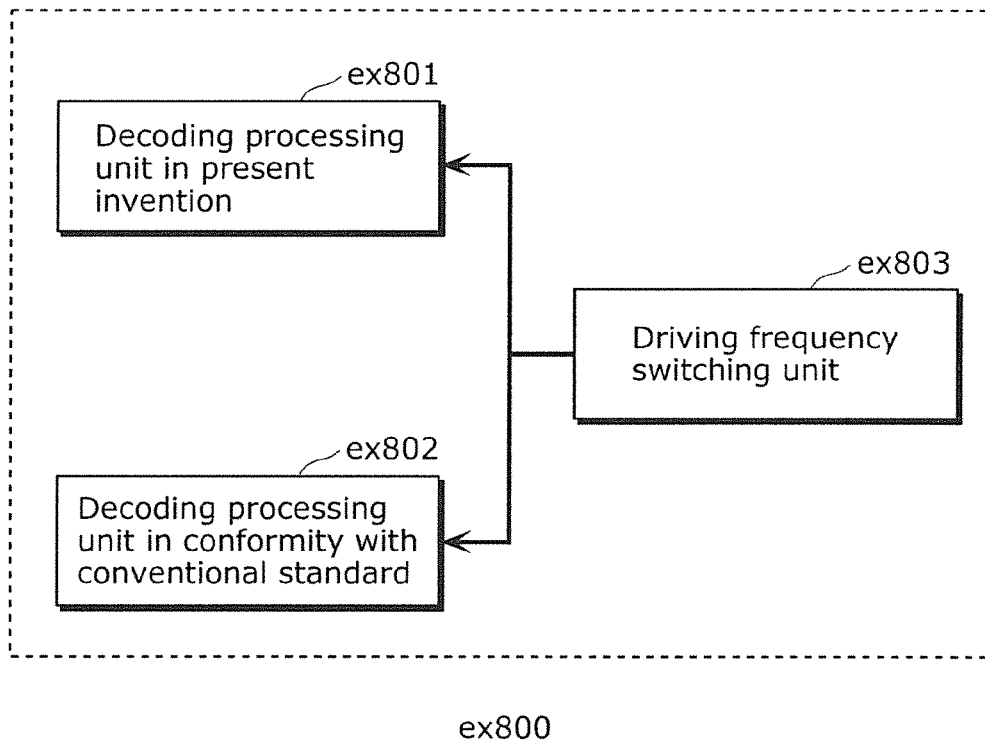 ex801
Decoding processing
unit in present
invention
ex803
Driving frequency
switching unit
ex802
Decoding processing
unit in conformity with
conventional standard
ex800